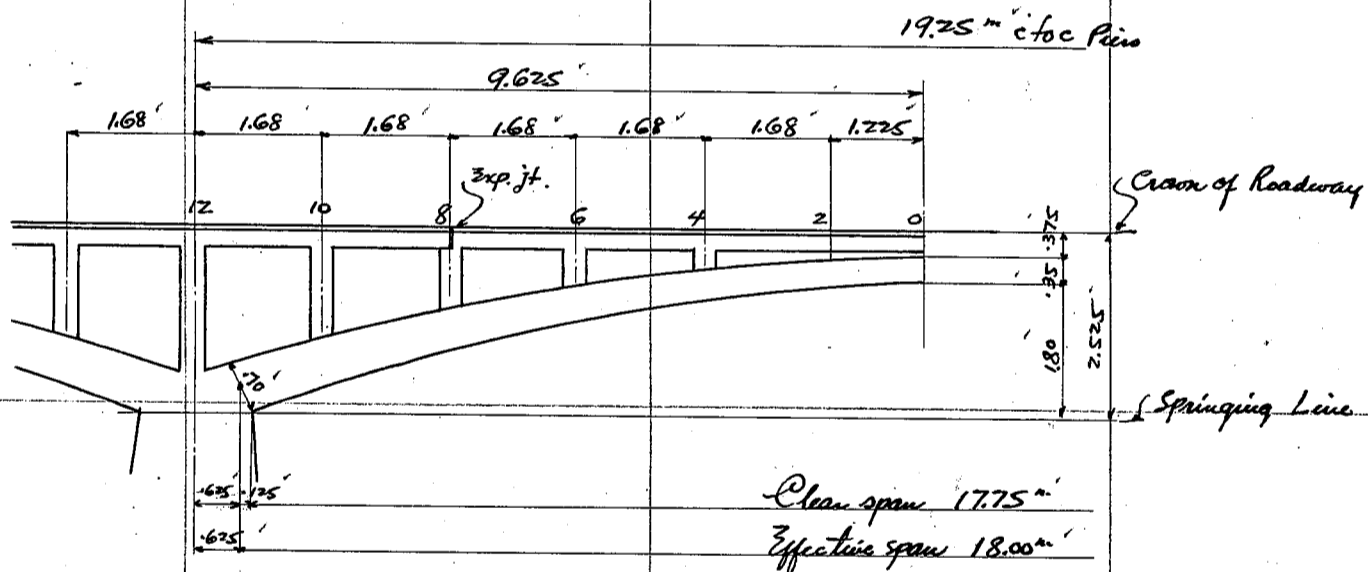 19.25 m c to c Piers
9.625
1.68 1.68 1.68 1.68 1.68 1.68 1.225
Exp. jt.
Crown of Roadway
12 10 8 6 4 2 0
.375
.35
1.80
2.525
.70
Springing Line
.625 .125
Clear span 17.75 m
.625
Effective span 18.00 m